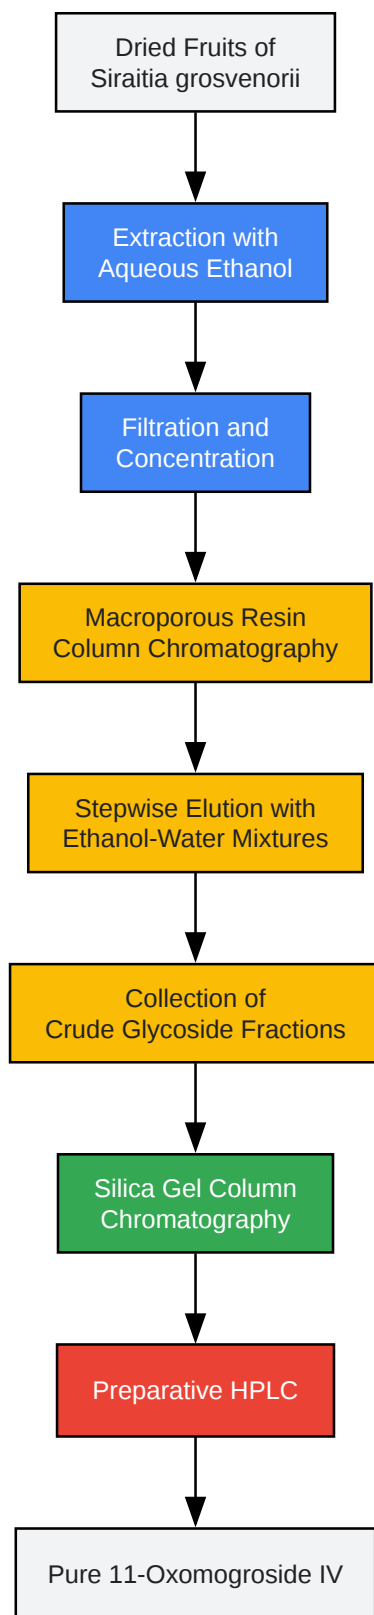 Dried Fruits of
Siraitia grosvenorii
Extraction with
Aqueous Ethanol
Filtration and
Concentration
Macroporous Resin
Column Chromatography
Stepwise Elution with
Ethanol-Water Mixtures
Collection of
Crude Glycoside Fractions
Silica Gel Column
Chromatography
Preparative HPLC
Pure 11-Oxomogroside IV